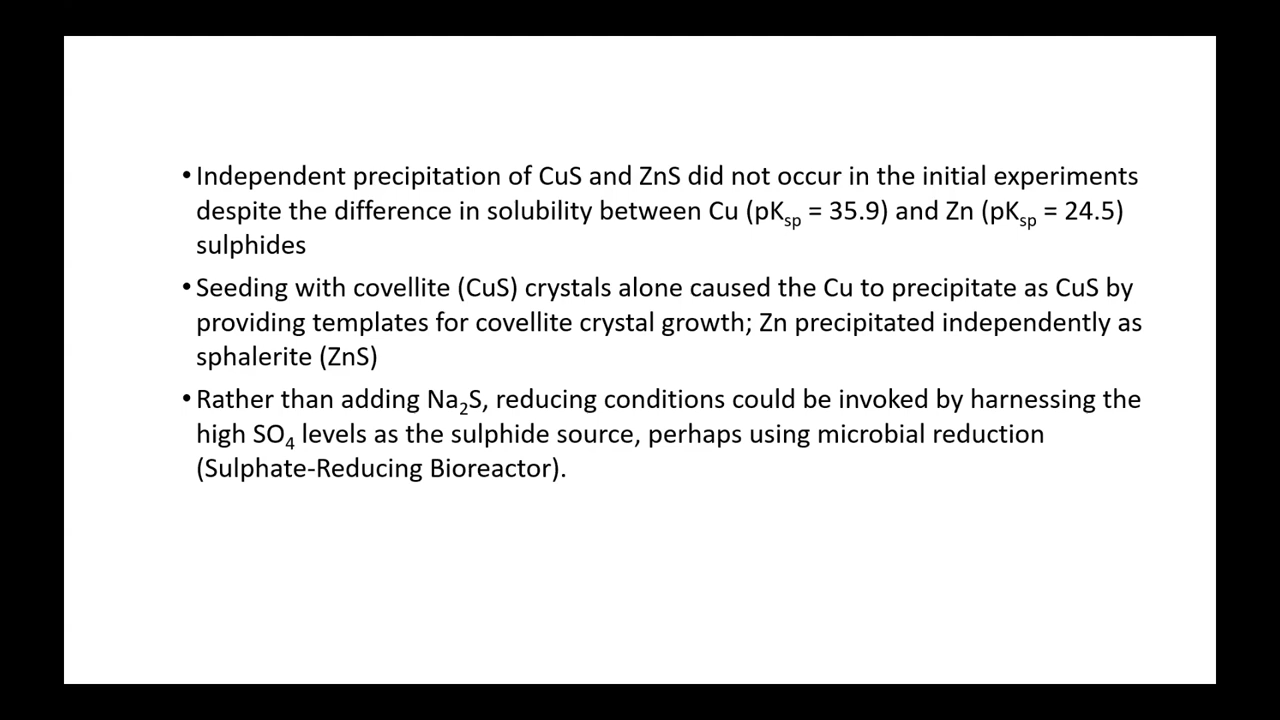 • Independent precipitation of CuS and ZnS did not occur in the initial experiments
despite the difference in solubility between Cu (pKsp = 35.9) and Zn (pKsp = 24.5)
sulphides
• Seeding with covellite (CuS) crystals alone caused the Cu to precipitate as CuS by
providing templates for covellite crystal growth; Zn precipitated independently as
sphalerite (ZnS)
• Rather than adding Na₂S, reducing conditions could be invoked by harnessing the
high SO₄ levels as the sulphide source, perhaps using microbial reduction
(Sulphate-Reducing Bioreactor).